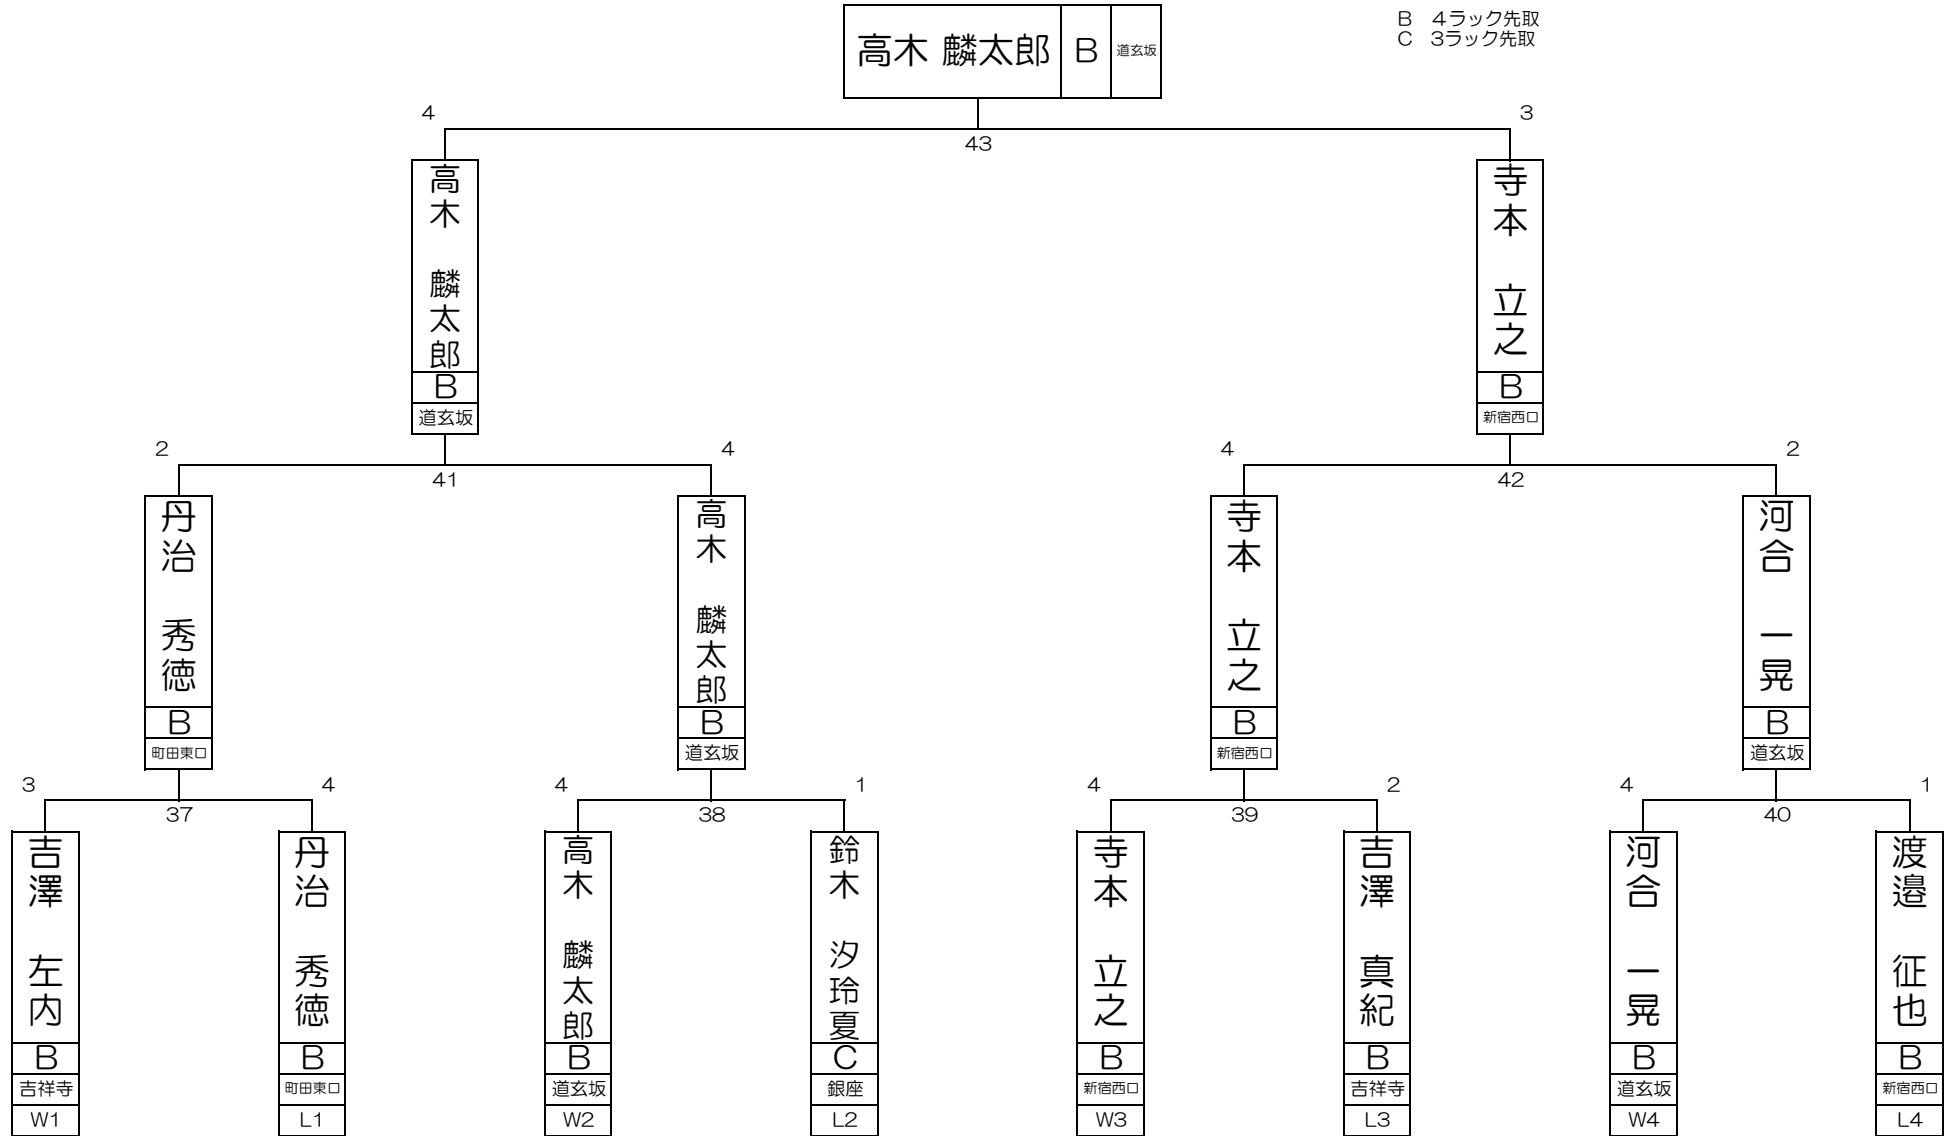 B 4ラック先取
C 3ラック先取
高木 麟太郎 B 道玄坂
4 3
43
高木 麟太郎
B
道玄坂
寺本 立之
B
新宿西口
2 4 4 2
41 42
丹治 秀徳
B
町田東口
高木 麟太郎
B
道玄坂
寺本 立之
B
新宿西口
河合 一晃
B
道玄坂
3 4 4 1 4 2 4 1
37 38 39 40
吉澤 左内
B
吉祥寺
W1
丹治 秀徳
B
町田東口
L1
高木 麟太郎
B
道玄坂
W2
鈴木 汐玲夏
C
銀座
L2
寺本 立之
B
新宿西口
W3
吉澤 真紀
B
吉祥寺
L3
河合 一晃
B
道玄坂
W4
渡邉 征也
B
新宿西口
L4